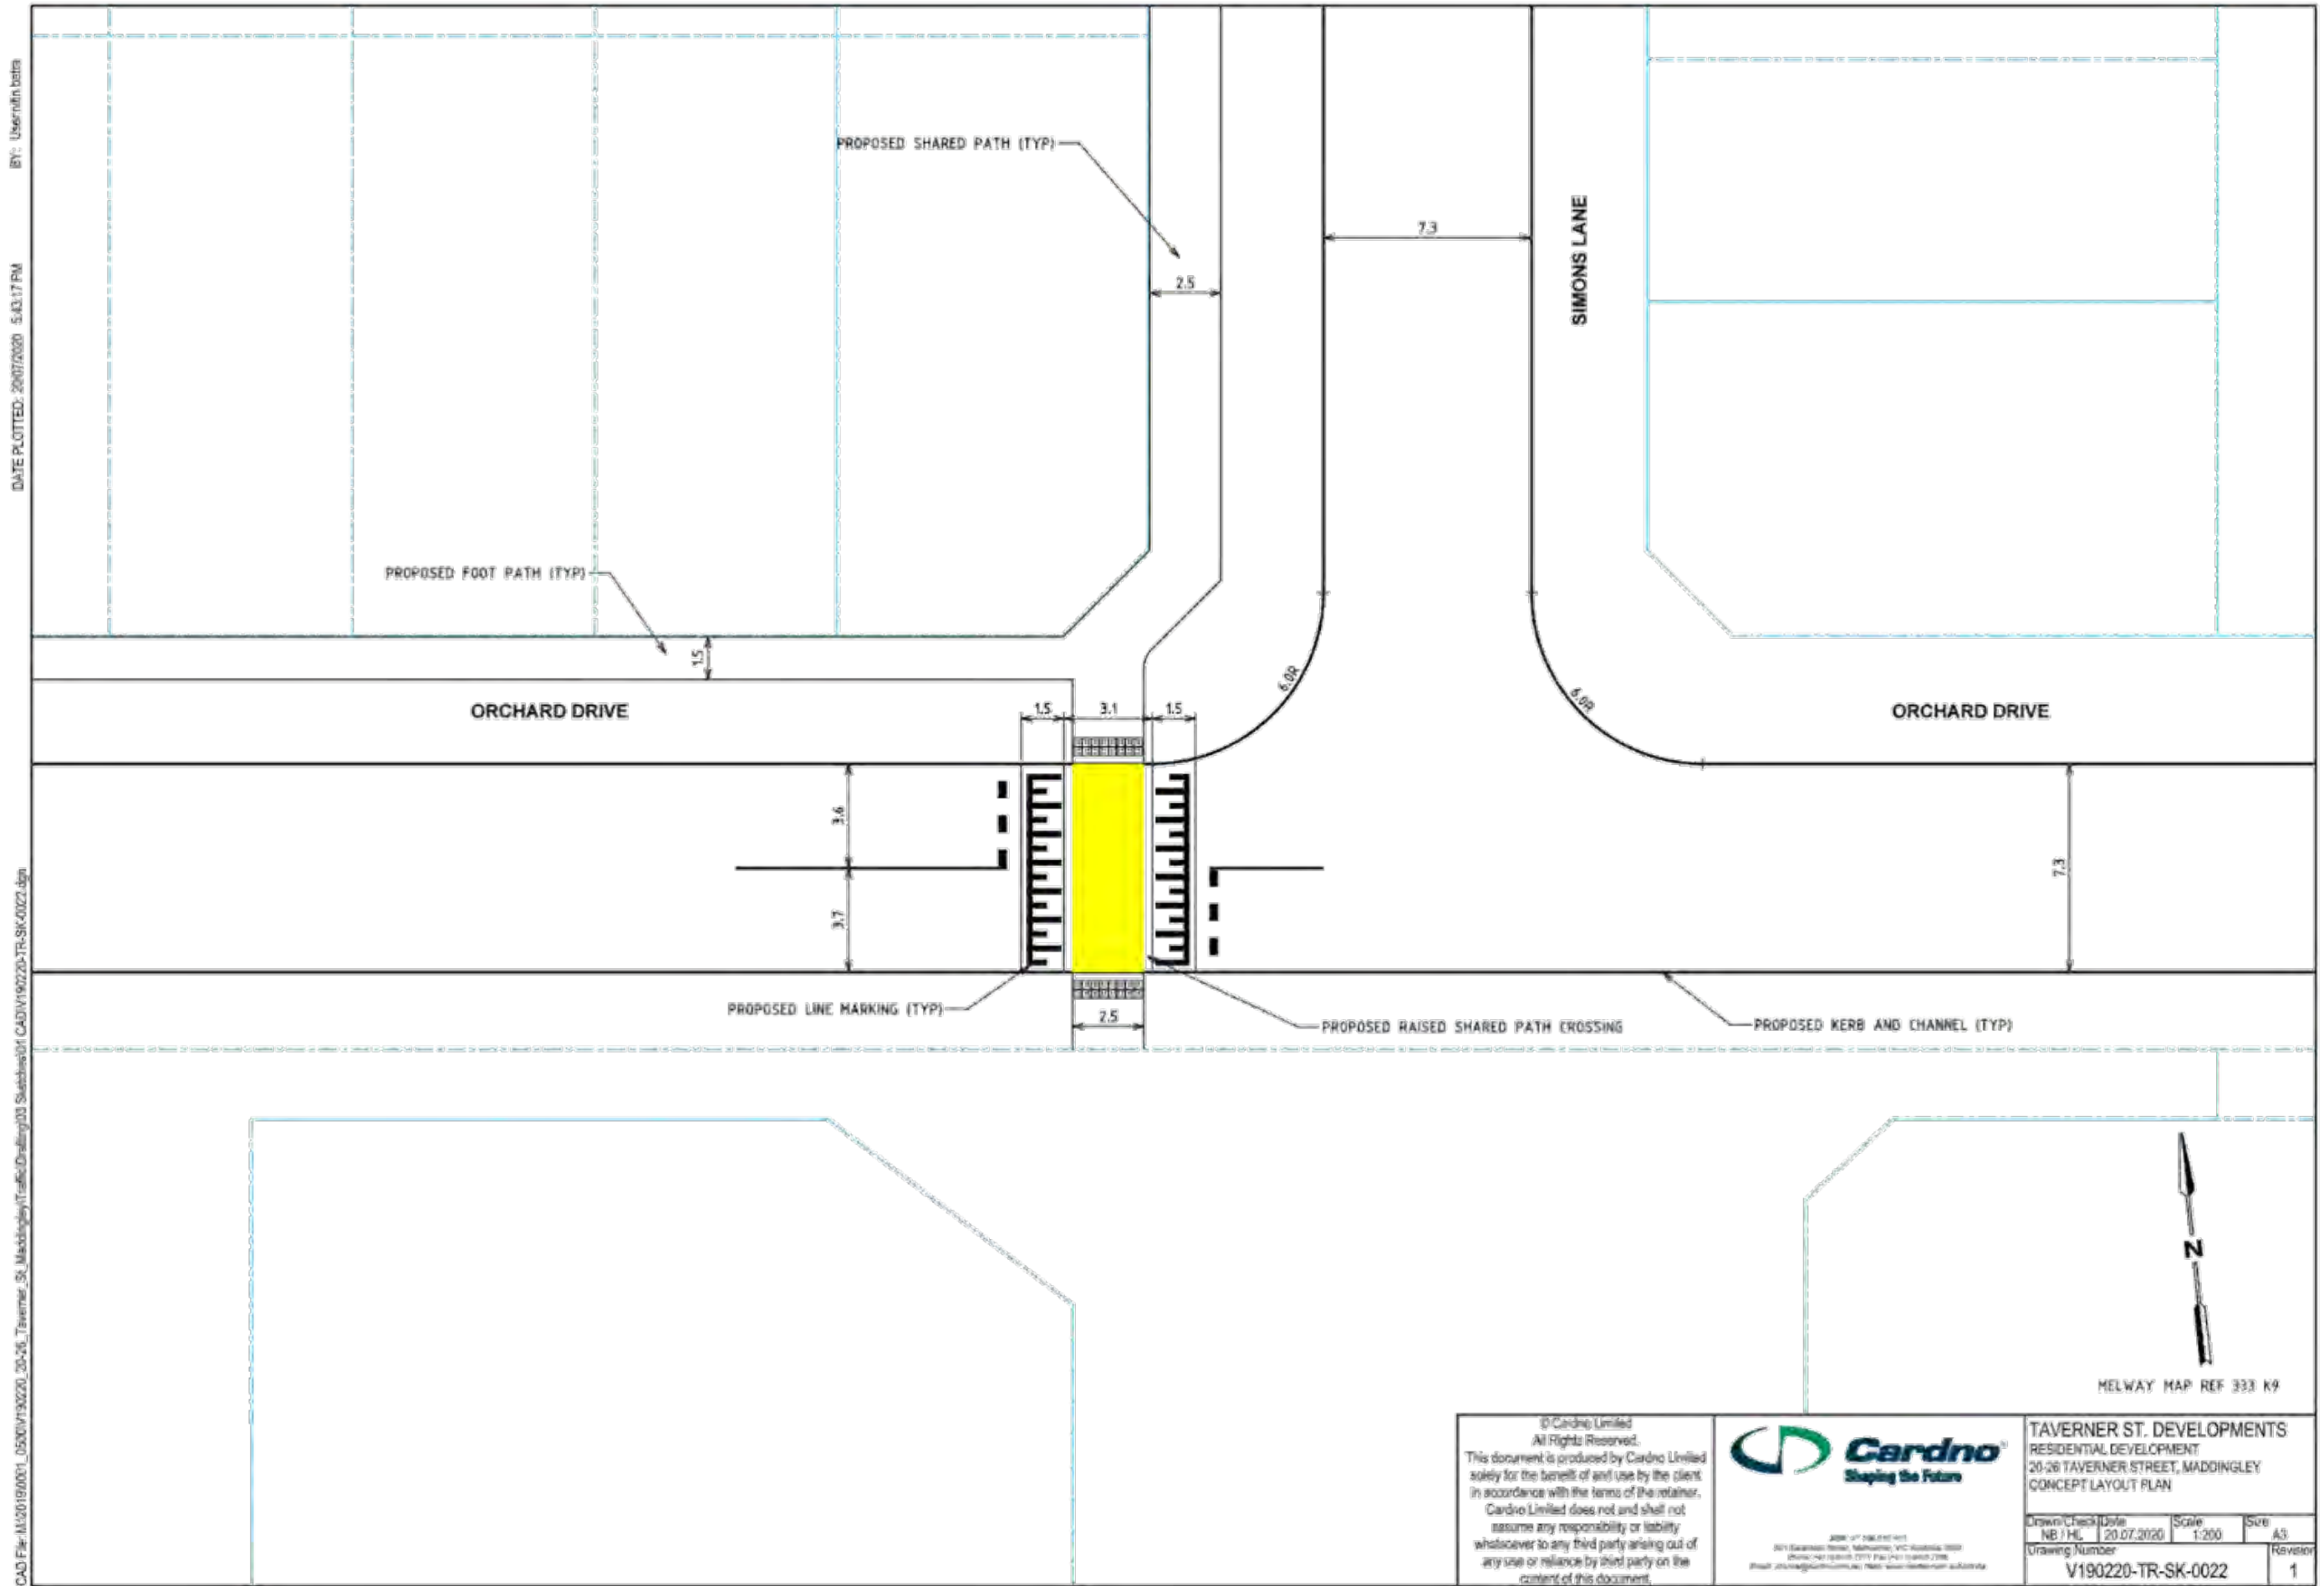 BY:
DATE PLOTTED: 20/07/2020 5:43:17 PM
PROPOSED SHARED PATH (TYP)
7.3
2.5
SIMONS LANE
PROPOSED FOOT PATH (TYP)
1.5
6.0R
6.0R
ORCHARD DRIVE
1.5
3.1
1.5
ORCHARD DRIVE
3.6
3.7
7.3
PROPOSED LINE MARKING (TYP)
2.5
PROPOSED RAISED SHARED PATH CROSSING
PROPOSED KERB AND CHANNEL (TYP)
N
MELWAY MAP REF 333 K9
© Cardno Limited
All Rights Reserved.
This document is produced by Cardno Limited
solely for the benefit of and use by the client
in accordance with the terms of the retainer.
Cardno Limited does not and shall not
assume any responsibility or liability
whatsoever to any third party arising out of
any use or reliance by third party on the
content of this document.
Cardno®
Shaping the Future
TAVERNER ST. DEVELOPMENTS
RESIDENTIAL DEVELOPMENT
20-26 TAVERNER STREET, MADDINGLEY
CONCEPT LAYOUT PLAN
Drawn/Check Date Scale Size
NB / HL 20.07.2020 1:200 A3
Drawing Number Revision
V190220-TR-SK-0022 1